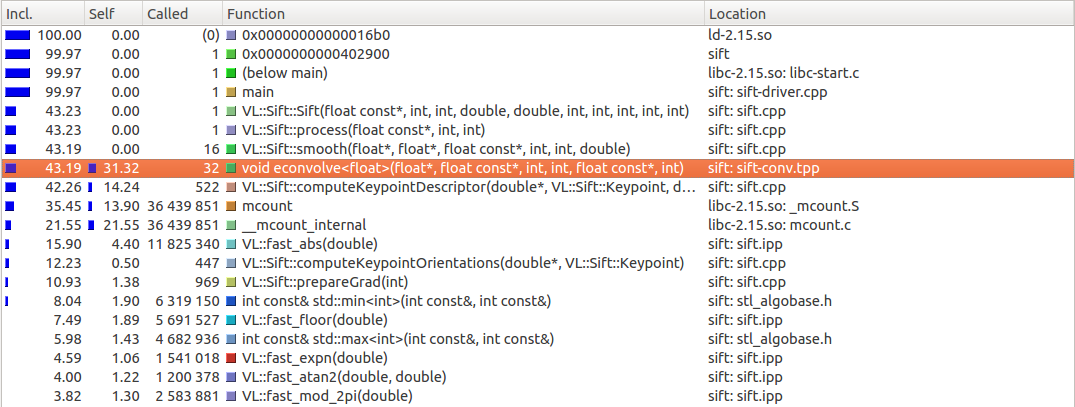 Incl. Self Called Function Location
100.00 0.00 (0) 0x00000000000016b0 ld-2.15.so
99.97 0.00 1 0x0000000000402900 sift
99.97 0.00 1 (below main) libc-2.15.so: libc-start.c
99.97 0.00 1 main sift: sift-driver.cpp
43.23 0.00 1 VL::Sift::Sift(float const*, int, int, double, double, int, int, int, int, int) sift: sift.cpp
43.23 0.00 1 VL::Sift::process(float const*, int, int) sift: sift.cpp
43.19 0.00 16 VL::Sift::smooth(float*, float*, float const*, int, int, double) sift: sift.cpp
43.19 31.32 32 void econvolve<float>(float*, float const*, int, int, float const*, int) sift: sift-conv.tpp
42.26 14.24 522 VL::Sift::computeKeypointDescriptor(double*, VL::Sift::Keypoint, d... sift: sift.cpp
35.45 13.90 36 439 851 mcount libc-2.15.so: _mcount.S
21.55 21.55 36 439 851 __mcount_internal libc-2.15.so: mcount.c
15.90 4.40 11 825 340 VL::fast_abs(double) sift: sift.ipp
12.23 0.50 447 VL::Sift::computeKeypointOrientations(double*, VL::Sift::Keypoint) sift: sift.cpp
10.93 1.38 969 VL::Sift::prepareGrad(int) sift: sift.cpp
8.04 1.90 6 319 150 int const& std::min<int>(int const&, int const&) sift: stl_algobase.h
7.49 1.89 5 691 527 VL::fast_floor(double) sift: sift.ipp
5.98 1.43 4 682 936 int const& std::max<int>(int const&, int const&) sift: stl_algobase.h
4.59 1.06 1 541 018 VL::fast_expn(double) sift: sift.ipp
4.00 1.22 1 200 378 VL::fast_atan2(double, double) sift: sift.ipp
3.82 1.30 2 583 881 VL::fast_mod_2pi(double) sift: sift.ipp